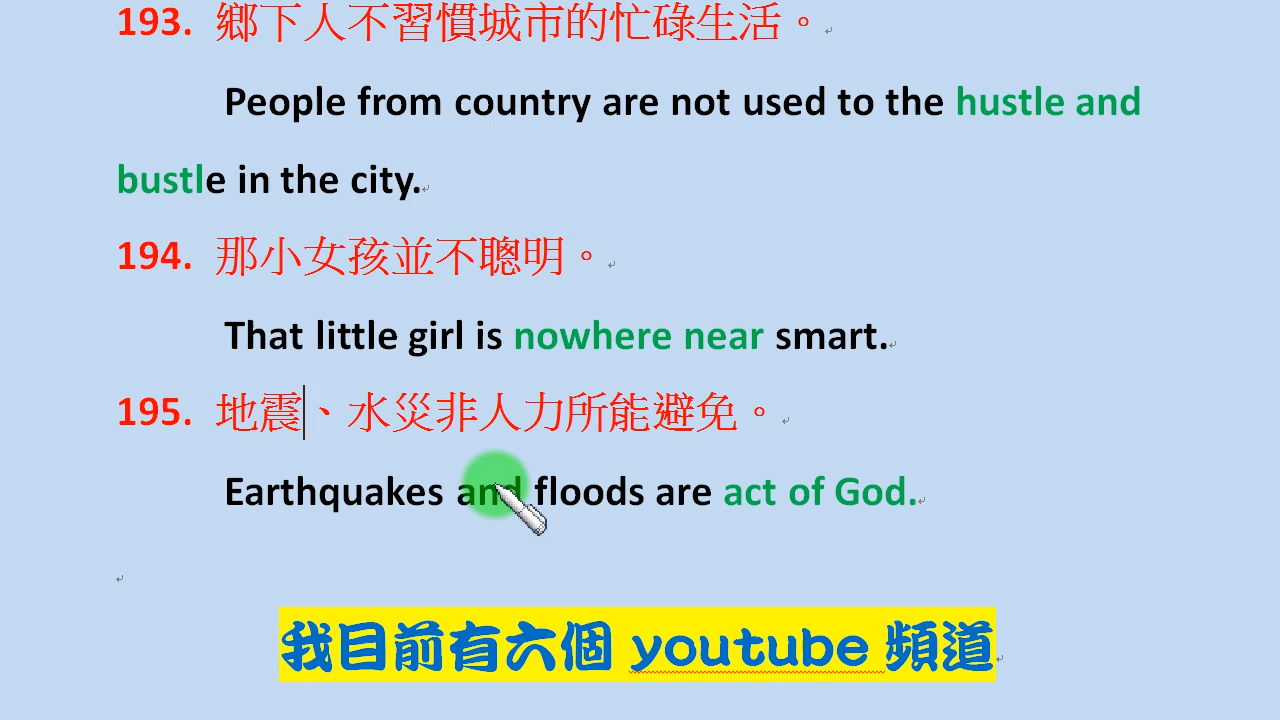 193. 鄉下人不習慣城市的忙碌生活。
People from country are not used to the hustle and
bustle in the city.
194. 那小女孩並不聰明。
That little girl is nowhere near smart.
195. 地震、水災非人力所能避免。
Earthquakes and floods are act of God.
我目前有六個 youtube 頻道